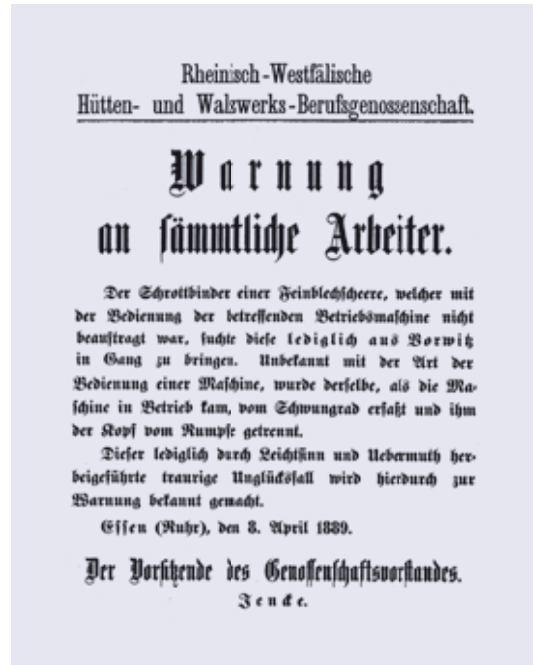 Rheinisch-Westfälische
Hütten- und Walzwerks-Berufsgenossenschaft.
Warnung
an sämmtliche Arbeiter.
Der Schrottbinder einer Feinblechscheere, welcher mit
der Bedienung der betreffenden Betriebsmaschine nicht
beauftragt war, suchte diese lediglich aus Vorwitz
in Gang zu bringen. Unbekannt mit der Art der
Bedienung einer Maschine, wurde derselbe, als die Ma-
schine in Betrieb kam, vom Schwungrad erfaßt und ihm
der Kopf vom Rumpfe getrennt.
Dieser lediglich durch Leichtsinn und Uebermuth her-
beigeführte traurige Unglücksfall wird hierdurch zur
Warnung bekannt gemacht.
Essen (Ruhr), den 8. April 1889.
Der Vorsitzende des Genossenschaftsvorstandes.
Jencke.